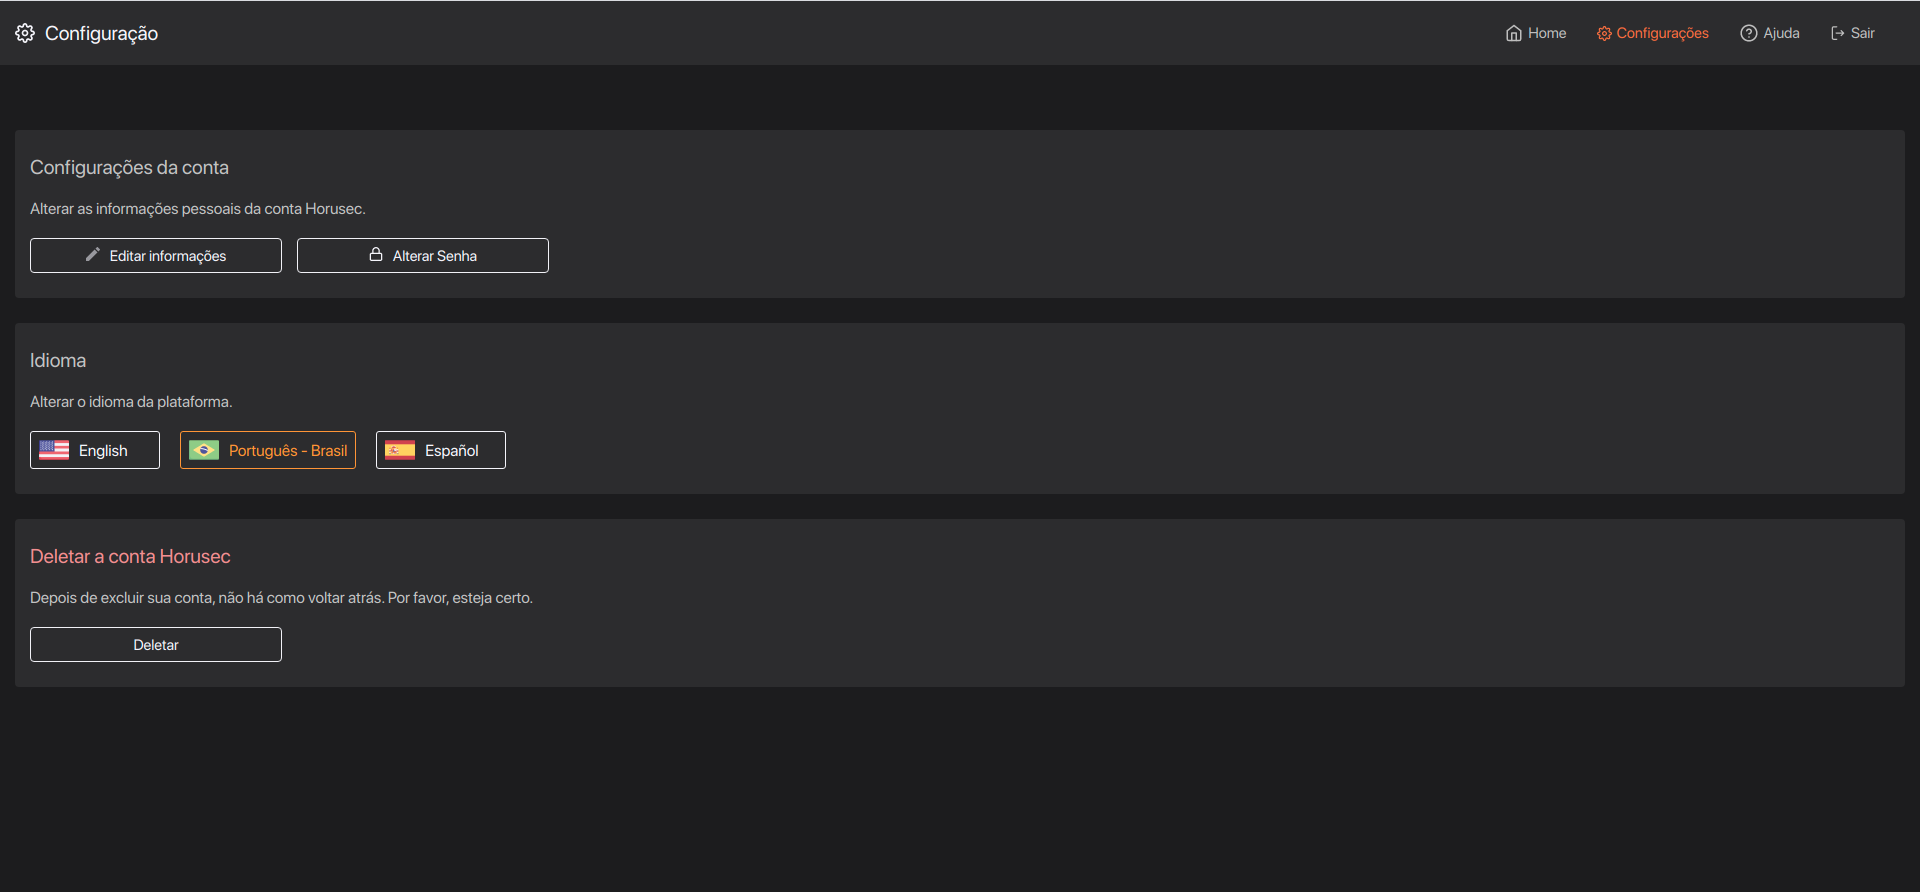 Configuração
Home
Configurações
Ajuda
Sair
Configurações da conta
Alterar as informações pessoais da conta Horusec.
Editar informações
Alterar Senha
Idioma
Alterar o idioma da plataforma.
English
Português - Brasil
Español
Deletar a conta Horusec
Depois de excluir sua conta, não há como voltar atrás. Por favor, esteja certo.
Deletar